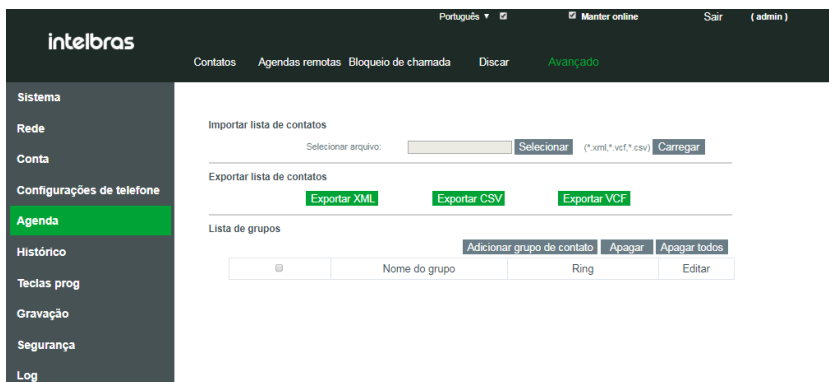 Português ▼ Manter online Sair ( admin )
intelbras
Contatos Agendas remotas Bloqueio de chamada Discar Avançado
Sistema
Rede
Conta
Configurações de telefone
Agenda
Histórico
Teclas prog
Gravação
Segurança
Log
Importar lista de contatos
Selecionar arquivo: Selecionar (*.xml,*.vcf,*.csv) Carregar
Exportar lista de contatos
Exportar XML Exportar CSV Exportar VCF
Lista de grupos
Adicionar grupo de contato Apagar Apagar todos
Nome do grupo Ring Editar